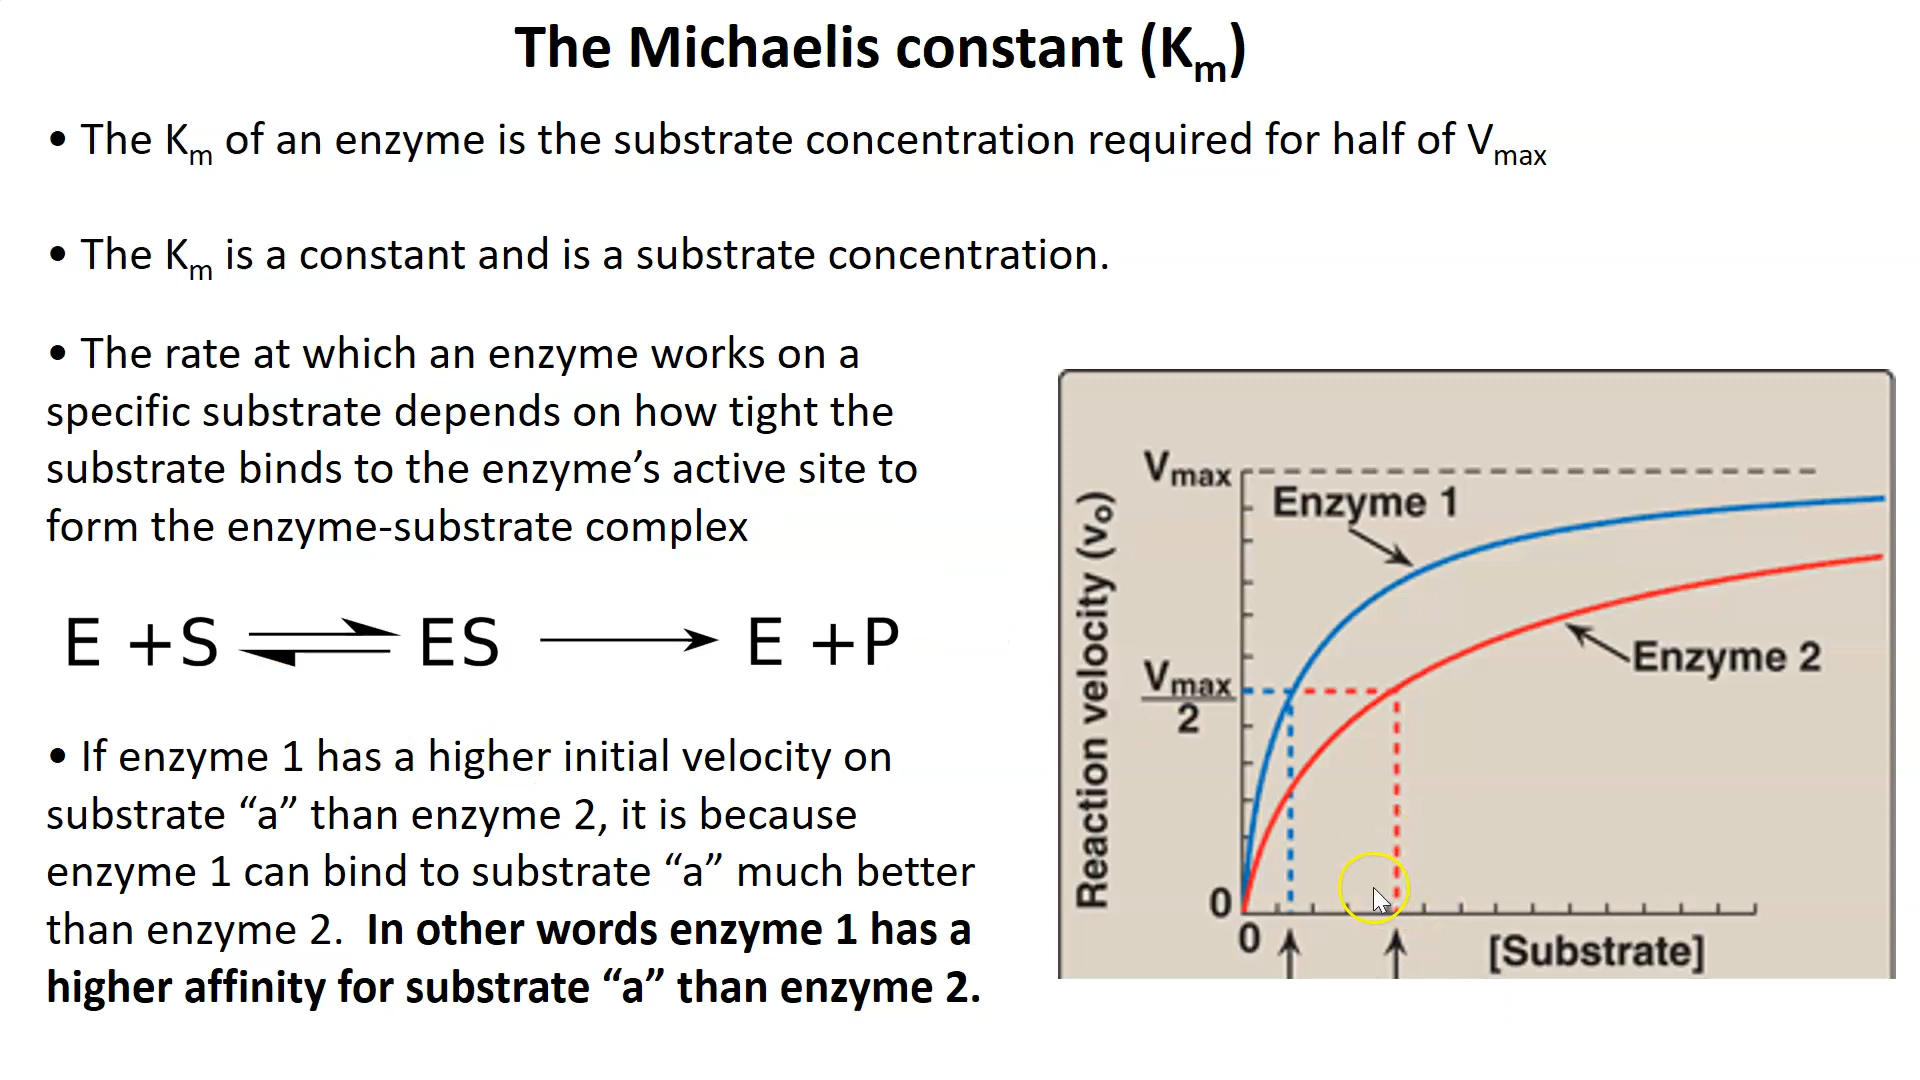 The Michaelis constant (Km)
• The Km of an enzyme is the substrate concentration required for half of Vmax
• The Km is a constant and is a substrate concentration.
• The rate at which an enzyme works on a
specific substrate depends on how tight the
substrate binds to the enzyme’s active site to
form the enzyme-substrate complex
E +S ⇌ ES → E +P
• If enzyme 1 has a higher initial velocity on
substrate “a” than enzyme 2, it is because
enzyme 1 can bind to substrate “a” much better
than enzyme 2. In other words enzyme 1 has a
higher affinity for substrate “a” than enzyme 2.
Reaction velocity (vo)
Vmax
Enzyme 1
Enzyme 2
Vmax
2
0
0
[Substrate]